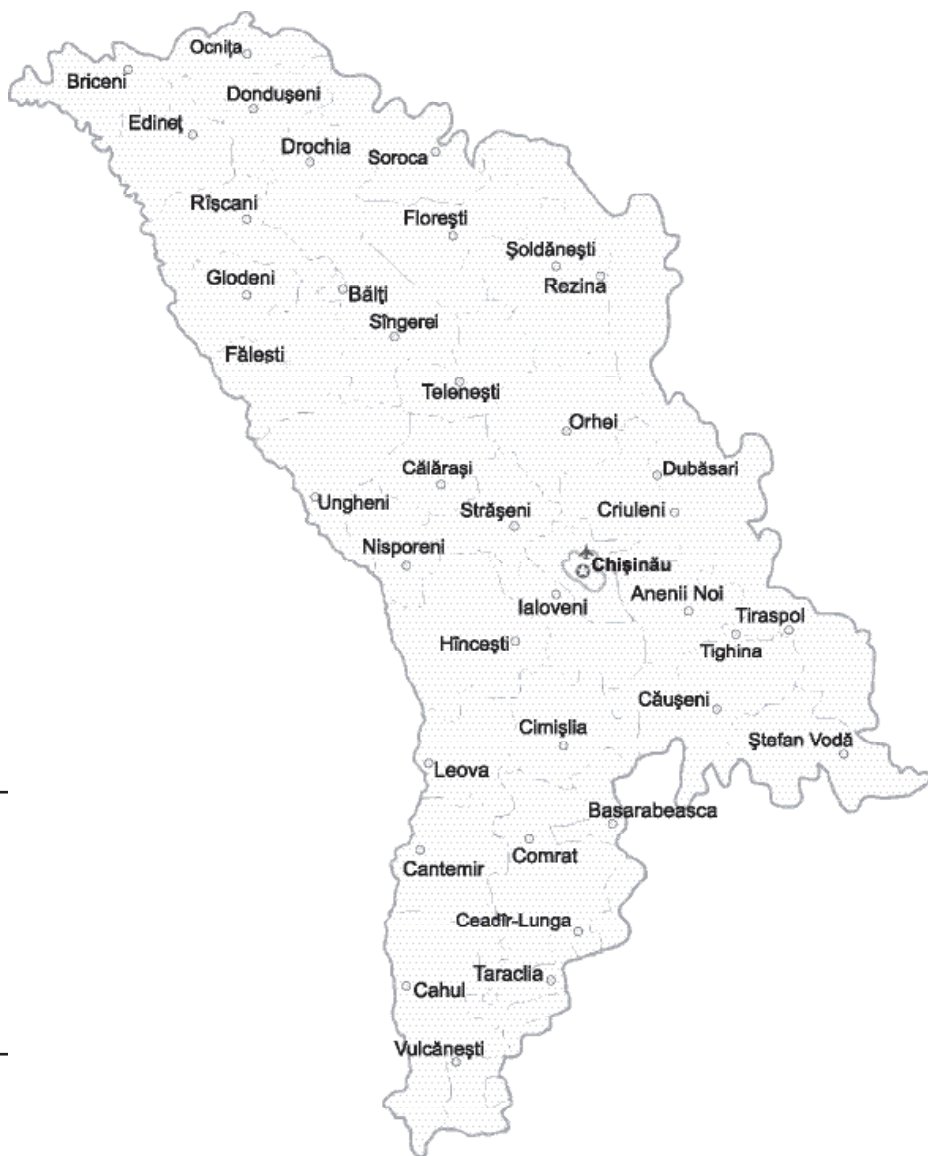 Ocnița
Briceni
Dondușeni
Edineț
Drochia
Soroca
Rîșcani
Florești
Șoldănești
Glodeni
Rezina
Bălți
Sîngerei
Fălești
Telenești
Orhei
Călărași
Dubăsari
Ungheni
Strășeni
Criuleni
Nisporeni
Chișinău
Anenii Noi
Ialoveni
Tiraspol
Hîncești
Tighina
Căușeni
Cimișlia
Ștefan Vodă
Leova
Basarabeasca
Comrat
Cantemir
Ceadîr-Lunga
Taraclia
Cahul
Vulcănești